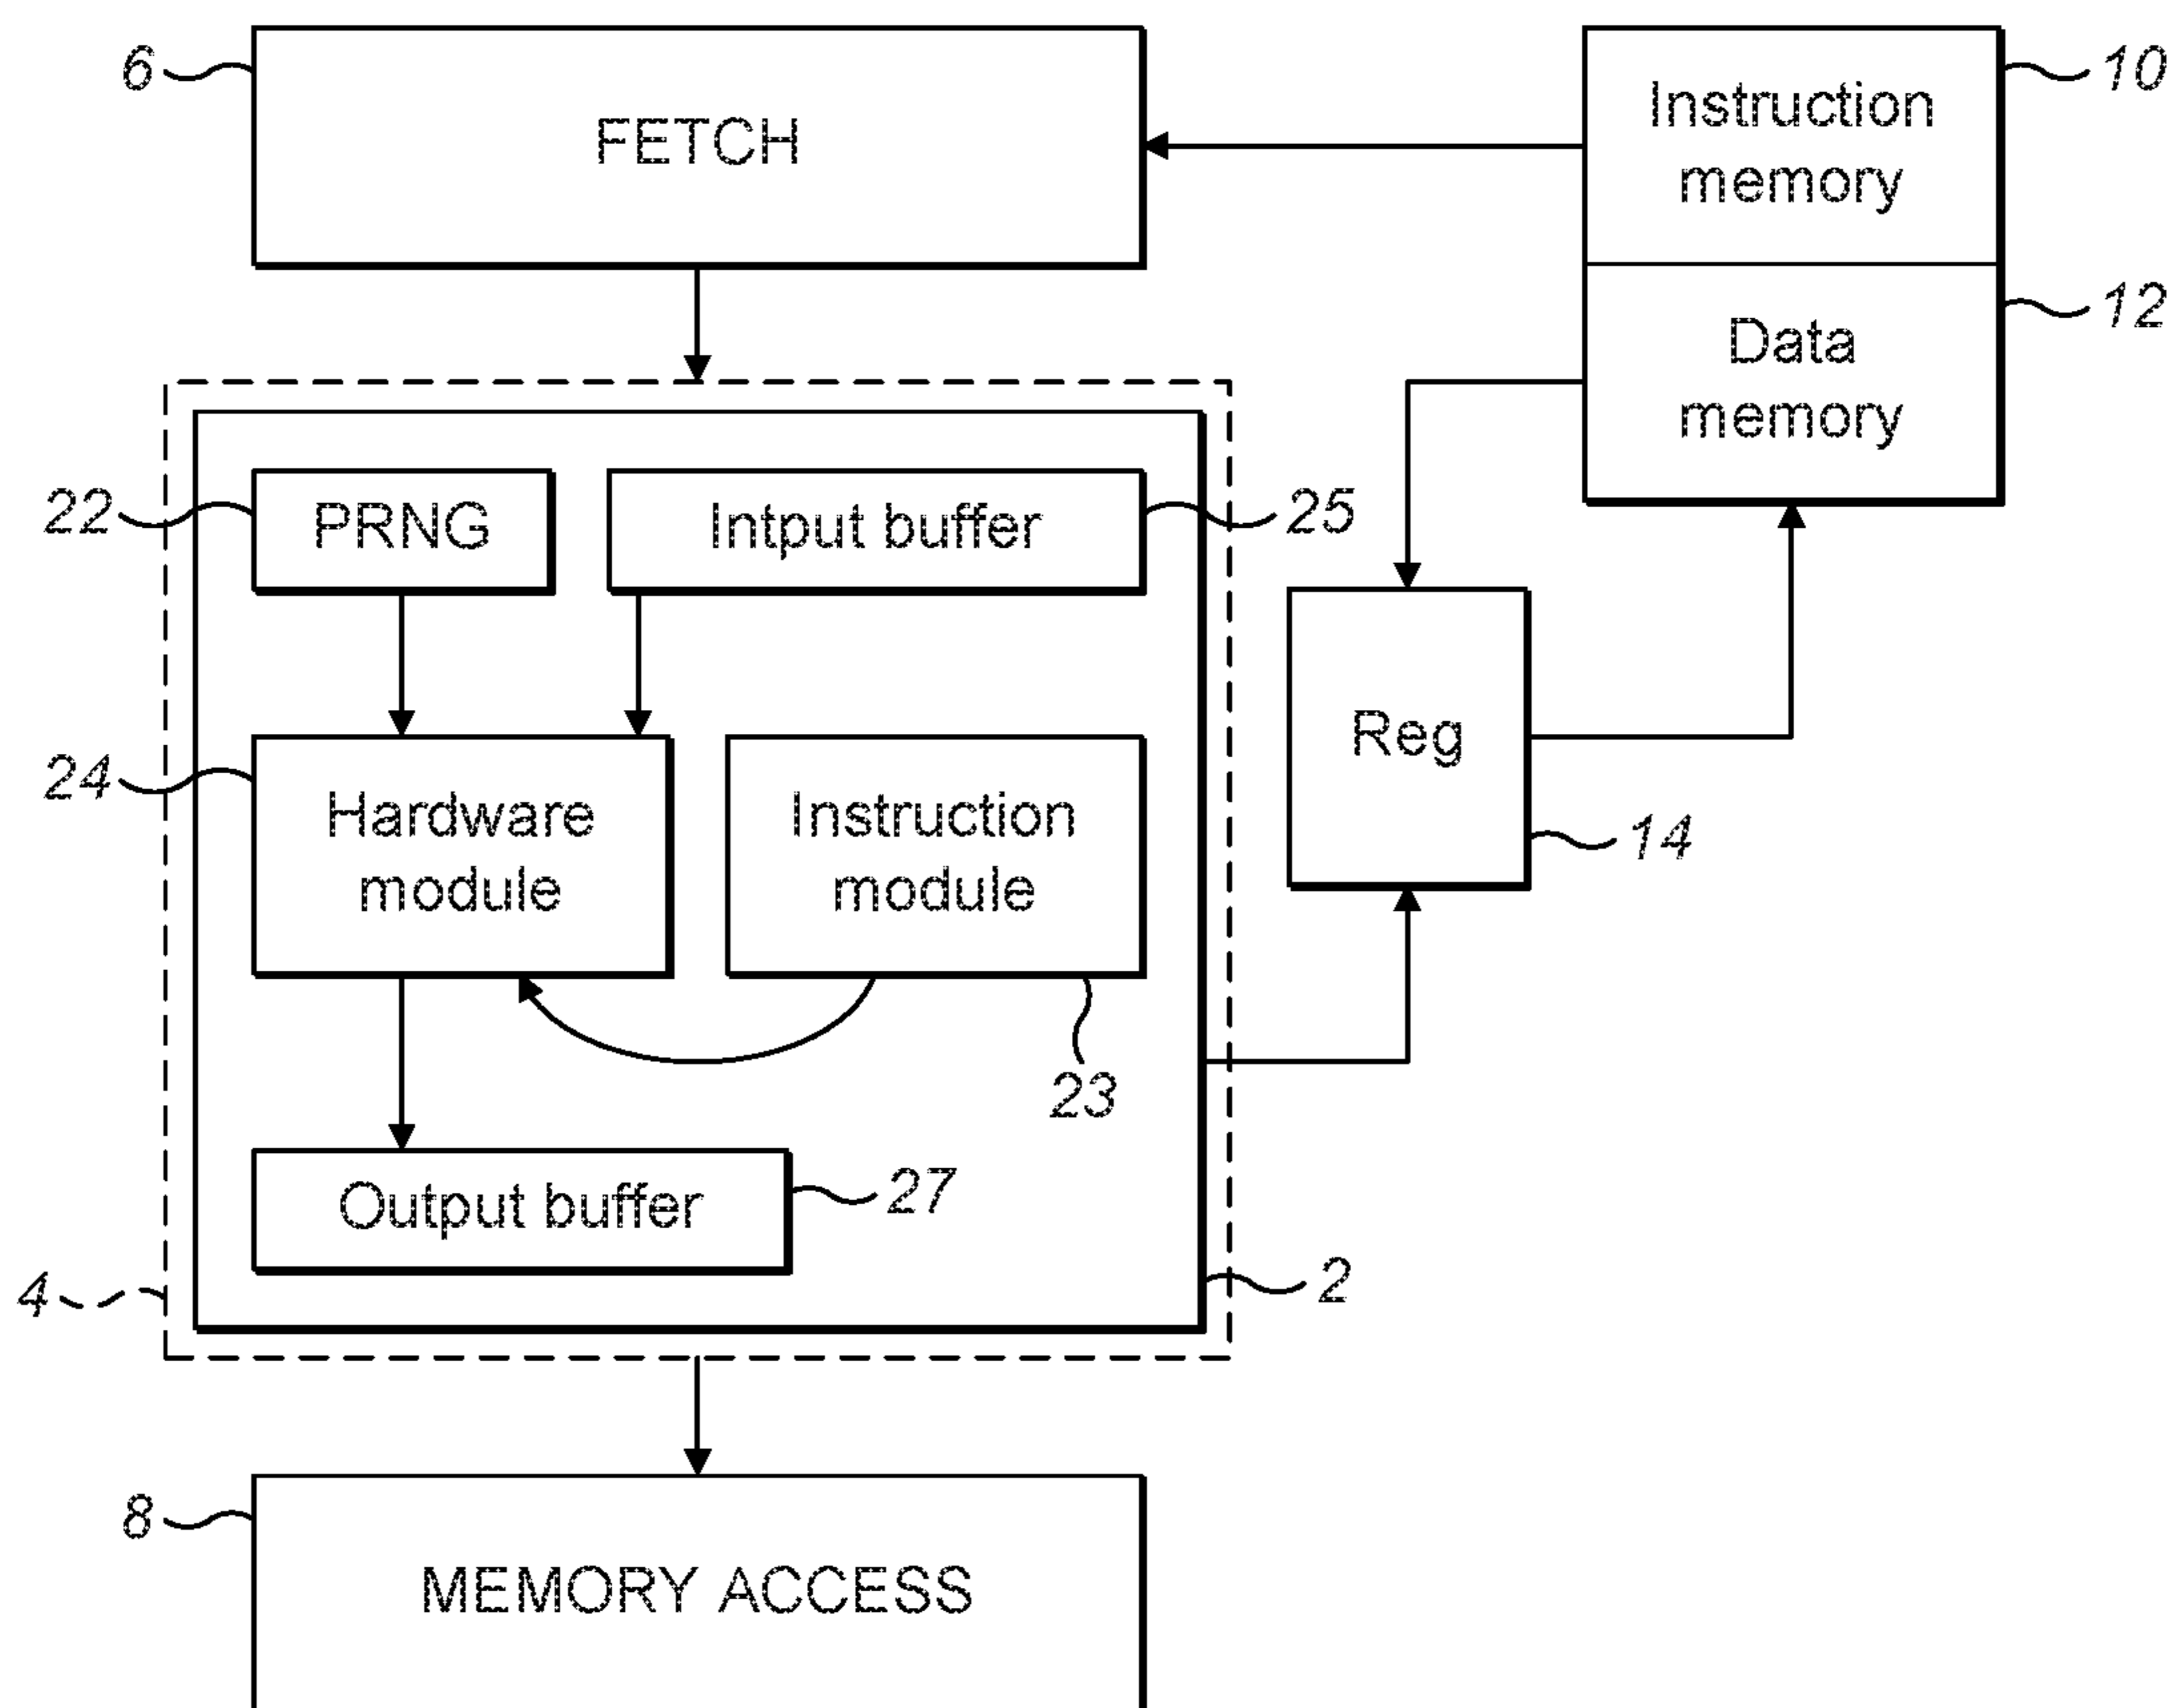 6
FETCH
Instruction
memory
10
Data
memory
12
22
PRNG
Intput buffer
25
24
Hardware
module
Instruction
module
Reg
14
23
Output buffer
27
4
2
8
MEMORY ACCESS